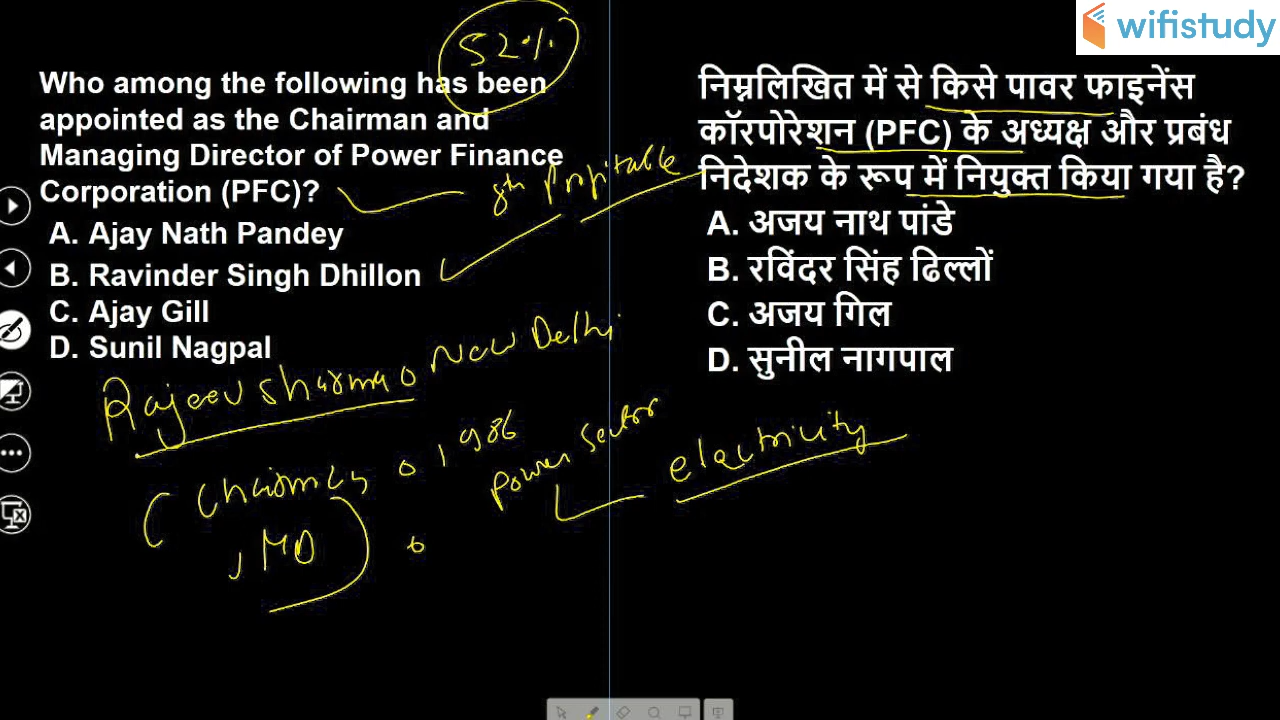 wifistudy
52%
Who among the following has been
appointed as the Chairman and
Managing Director of Power Finance
Corporation (PFC)?
8th Profitable
A. Ajay Nath Pandey
B. Ravinder Singh Dhillon
C. Ajay Gill
D. Sunil Nagpal
New Delhi
Rajeev Sharma
1986
Power Sector
electricity
(Chairman
, MD)
निम्नलिखित में से किसे पावर फाइनेंस
कॉरपोरेशन (PFC) के अध्यक्ष और प्रबंध
निदेशक के रूप में नियुक्त किया गया है?
A. अजय नाथ पांडे
B. रविंदर सिंह ढिल्लों
C. अजय गिल
D. सुनील नागपाल